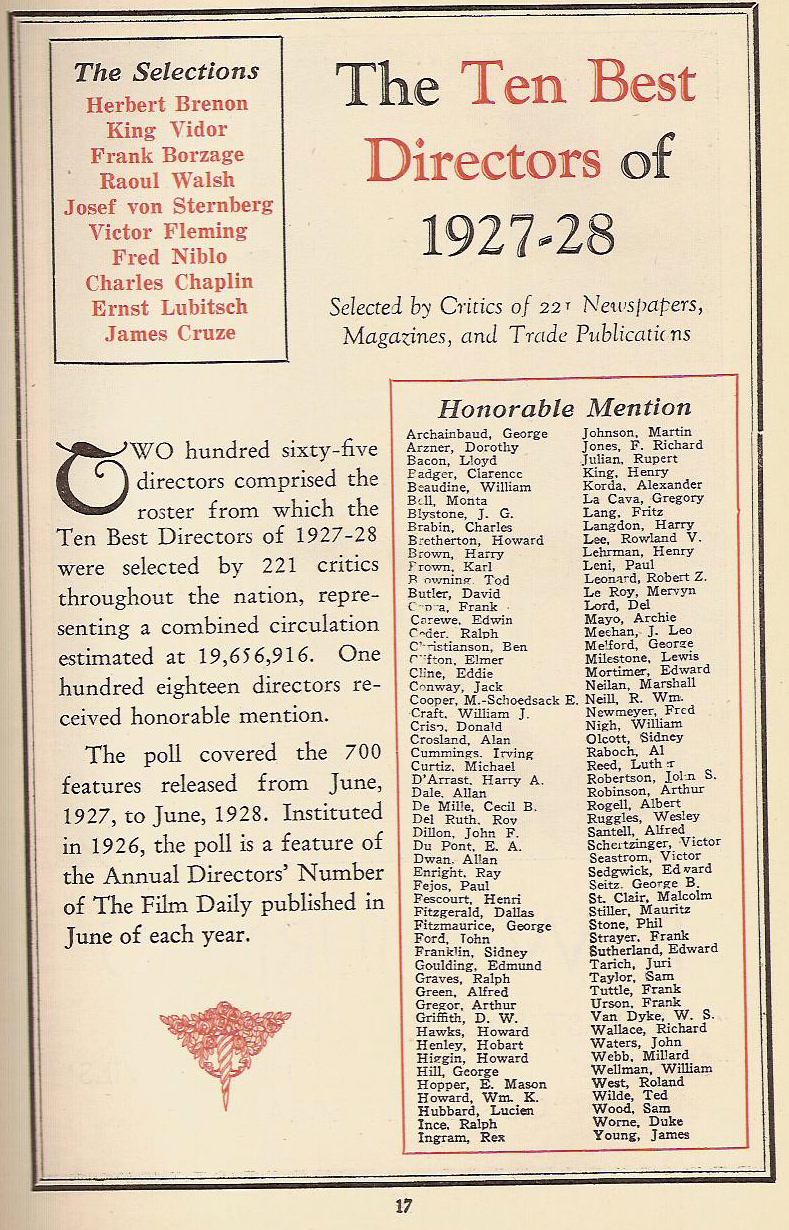 The Selections
Herbert Brenon
King Vidor
Frank Borzage
Raoul Walsh
Josef von Sternberg
Victor Fleming
Fred Niblo
Charles Chaplin
Ernst Lubitsch
James Cruze
The Ten Best
Directors of
1927-28
Selected by Critics of 221 Newspapers,
Magazines, and Trade Publications
TWO hundred sixty-five
directors comprised the
roster from which the
Ten Best Directors of 1927-28
were selected by 221 critics
throughout the nation, repre-
senting a combined circulation
estimated at 19,656,916. One
hundred eighteen directors re-
ceived honorable mention.
The poll covered the 700
features released from June,
1927, to June, 1928. Instituted
in 1926, the poll is a feature of
the Annual Directors' Number
of The Film Daily published in
June of each year.
Honorable Mention
Archainbaud, George
Arzner, Dorothy
Bacon, Lloyd
Badger, Clarence
Beaudine, William
Bell, Monta
Blystone, J. G.
Brabin, Charles
Bretherton, Howard
Brown, Harry
Brown, Karl
Browning, Tod
Butler, David
Capra, Frank
Carewe, Edwin
Ceder, Ralph
Christianson, Ben
Clifton, Elmer
Cline, Eddie
Conway, Jack
Cooper, M.-Schoedsack E.
Craft, William J.
Crisp, Donald
Crosland, Alan
Cummings, Irving
Curtiz, Michael
D'Arrast, Harry A.
Dale, Allan
De Mille, Cecil B.
Del Ruth, Roy
Dillon, John F.
Du Pont, E. A.
Dwan, Allan
Enright, Ray
Fejos, Paul
Fescourt, Henri
Fitzgerald, Dallas
Fitzmaurice, George
Ford, John
Franklin, Sidney
Goulding, Edmund
Graves, Ralph
Green, Alfred
Gregor, Arthur
Griffith, D. W.
Hawks, Howard
Henley, Hobart
Higgin, Howard
Hill, George
Hopper, E. Mason
Howard, Wm. K.
Hubbard, Lucien
Ince, Ralph
Ingram, Rex
Johnson, Martin
Jones, F. Richard
Julian, Rupert
King, Henry
Korda, Alexander
La Cava, Gregory
Lang, Fritz
Langdon, Harry
Lee, Rowland V.
Lehrman, Henry
Leni, Paul
Leonard, Robert Z.
Le Roy, Mervyn
Lord, Del
Mayo, Archie
Meehan, J. Leo
Melford, George
Milestone, Lewis
Mortimer, Edward
Neilan, Marshall
Neill, R. Wm.
Newmeyer, Fred
Nigh, William
Olcott, Sidney
Raboch, Al
Reed, Luther
Robertson, John S.
Robinson, Arthur
Rogell, Albert
Ruggles, Wesley
Santell, Alfred
Schertzinger, Victor
Seastrom, Victor
Sedgwick, Edward
Seitz, George B.
St. Clair, Malcolm
Stiller, Mauritz
Stone, Phil
Strayer, Frank
Sutherland, Edward
Tarich, Juri
Taylor, Sam
Tuttle, Frank
Urson, Frank
Van Dyke, W. S.
Wallace, Richard
Waters, John
Webb, Millard
Wellman, William
West, Roland
Wilde, Ted
Wood, Sam
Worne, Duke
Young, James
17